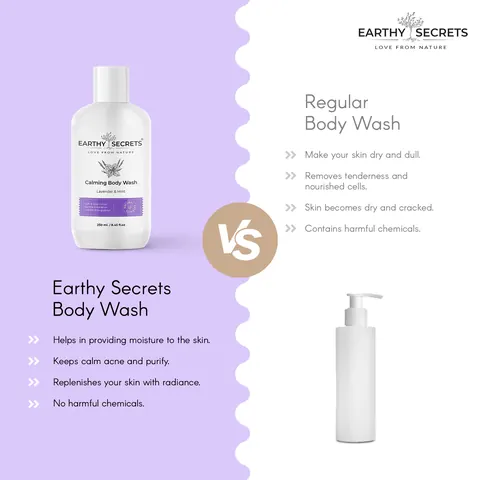 EARTHY SECRETS
LOVE FROM NATURE
EARTHY SECRETS
LOVE FROM NATURE
Calming Body Wash
Lavender & Mint
Earthy Secrets
Body Wash
Helps in providing moisture to the skin.
Keeps calm acne and purify.
Replenishes your skin with radiance.
No harmful chemicals.
VS
Regular
Body Wash
Make your skin dry and dull.
Removes tenderness and
nourished cells.
Skin becomes dry and cracked.
Contains harmful chemicals.